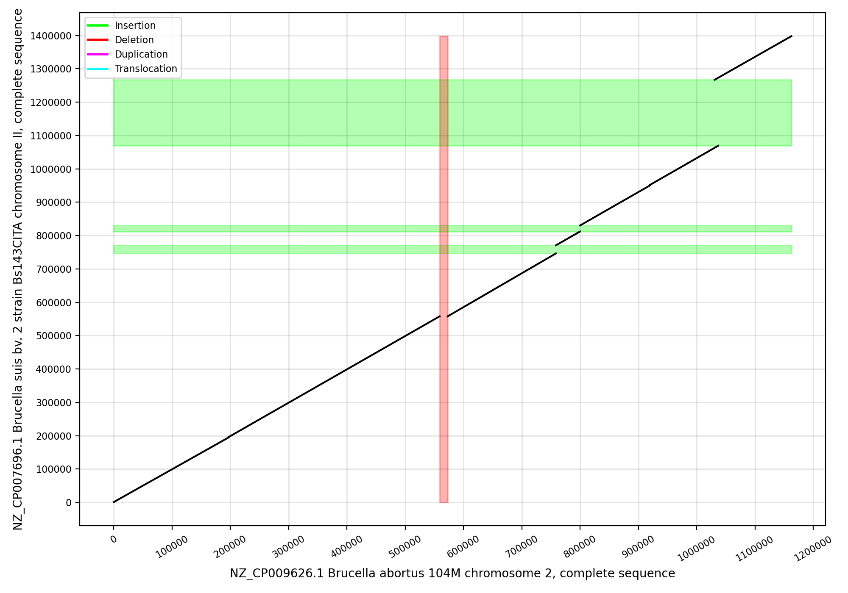 Insertion
Deletion
Duplication
Translocation
NZ_CP007696.1 Brucella suis bv. 2 strain Bs143CITA chromosome II, complete sequence
1400000
1300000
1200000
1100000
1000000
900000
800000
700000
600000
500000
400000
300000
200000
100000
0
0 100000 200000 300000 400000 500000 600000 700000 800000 900000 1000000 1100000 1200000
NZ_CP009626.1 Brucella abortus 104M chromosome 2, complete sequence